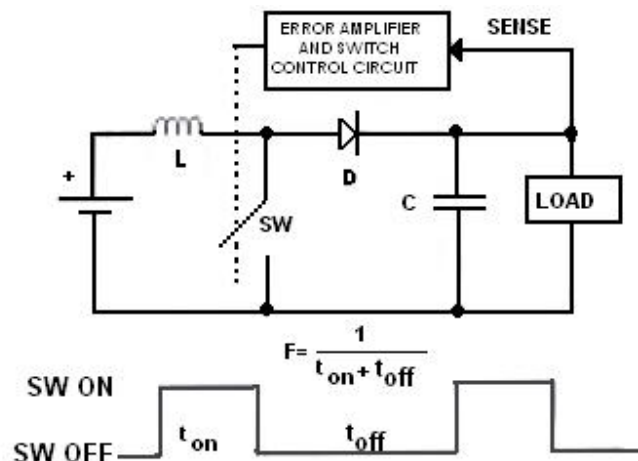 ERROR AMPLIFIER
AND SWITCH
CONTROL CIRCUIT
SENSE
L
D
+
SW
C
LOAD
F= 1
ton + toff
SW ON
ton
toff
SW OFF